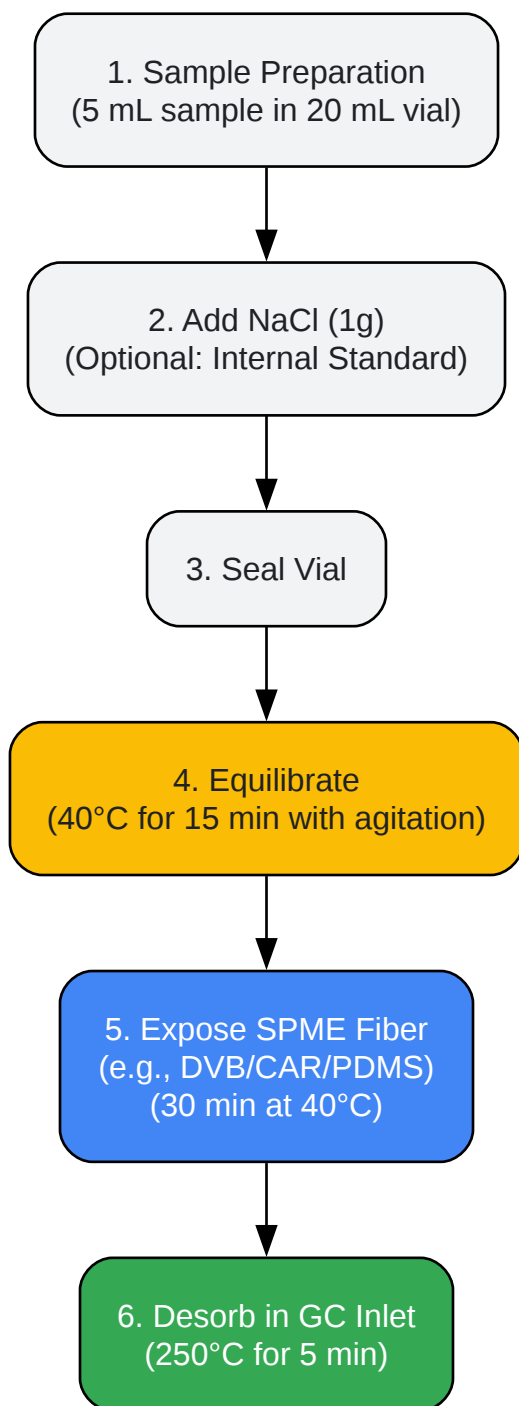 1. Sample Preparation
(5 mL sample in 20 mL vial)
2. Add NaCl (1g)
(Optional: Internal Standard)
3. Seal Vial
4. Equilibrate
(40°C for 15 min with agitation)
5. Expose SPME Fiber
(e.g., DVB/CAR/PDMS)
(30 min at 40°C)
6. Desorb in GC Inlet
(250°C for 5 min)